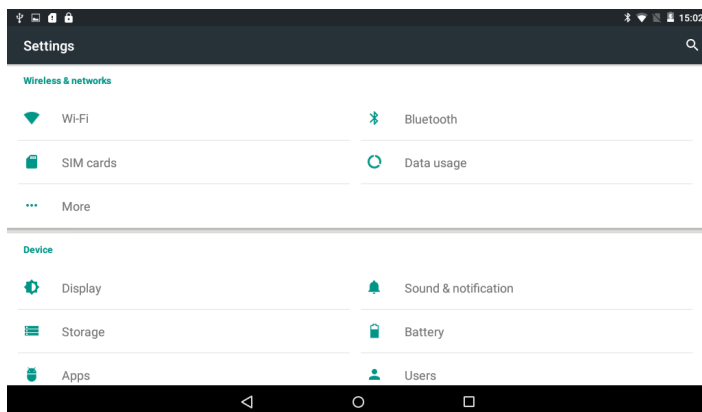 15:02
Settings
Wireless & networks
Wi-Fi
Bluetooth
SIM cards
Data usage
More
Device
Display
Sound & notification
Storage
Battery
Apps
Users